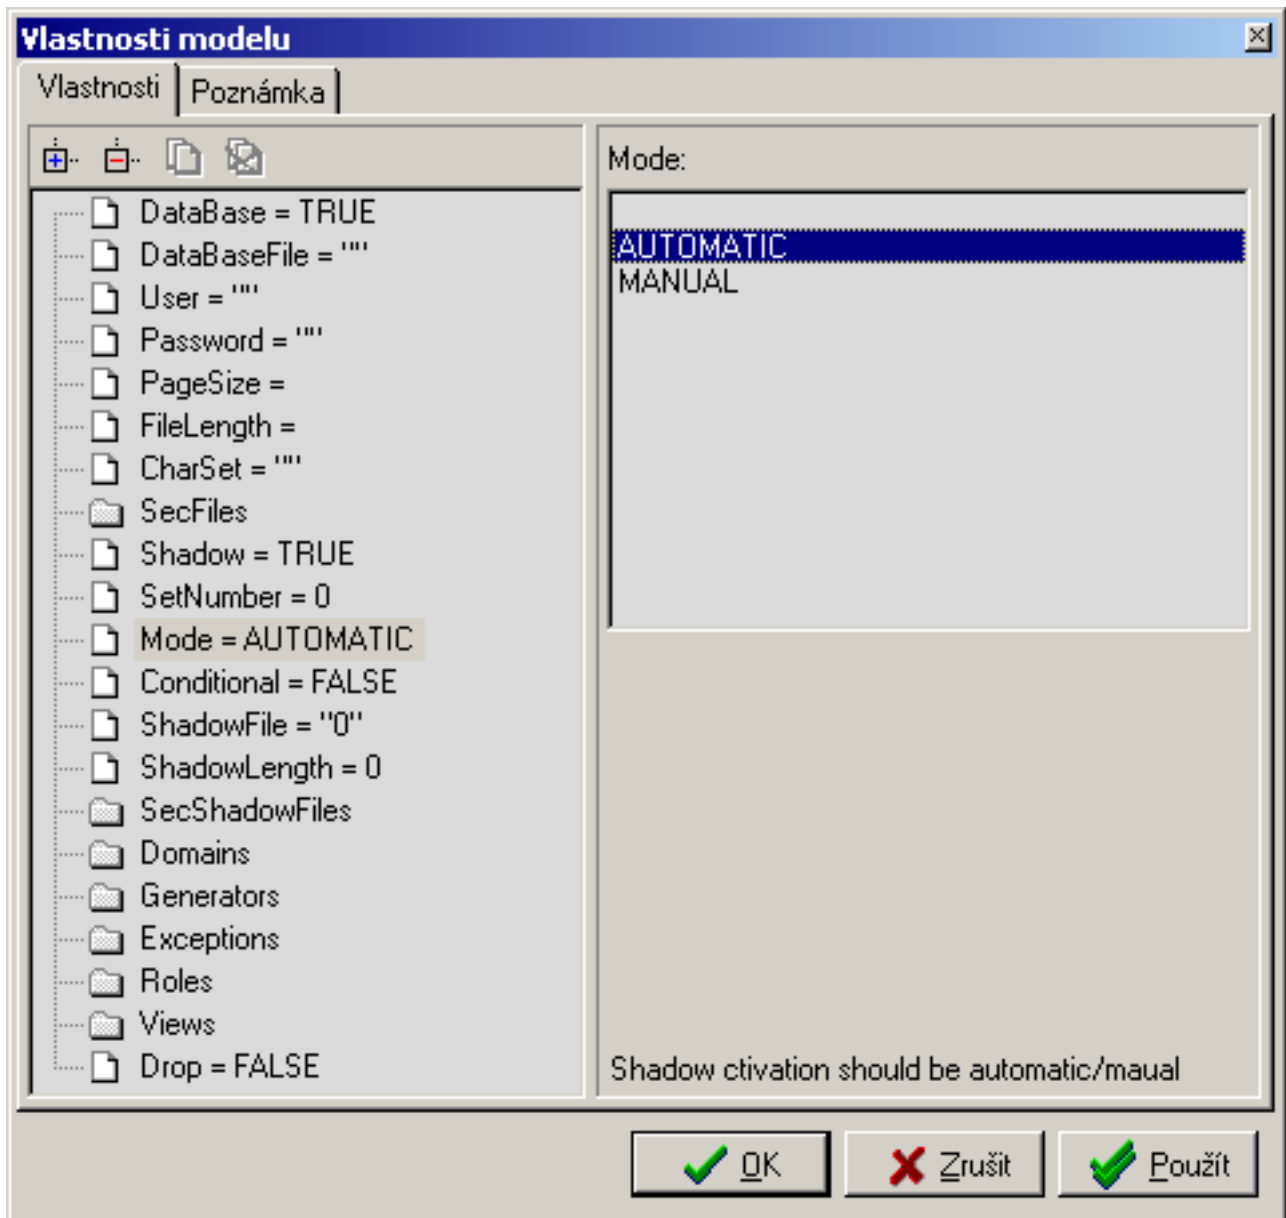 Vlastnosti modelu
Vlastnosti
Poznámka
DataBase = TRUE
DataBaseFile = ""
User = ""
Password = ""
PageSize =
FileLength =
CharSet = ""
SecFiles
Shadow = TRUE
SetNumber = 0
Mode = AUTOMATIC
Conditional = FALSE
ShadowFile = "0"
ShadowLength = 0
SecShadowFiles
Domains
Generators
Exceptions
Roles
Views
Drop = FALSE
Mode:
AUTOMATIC
MANUAL
Shadow ctivation should be automatic/maual
OK
Zrušit
Použít